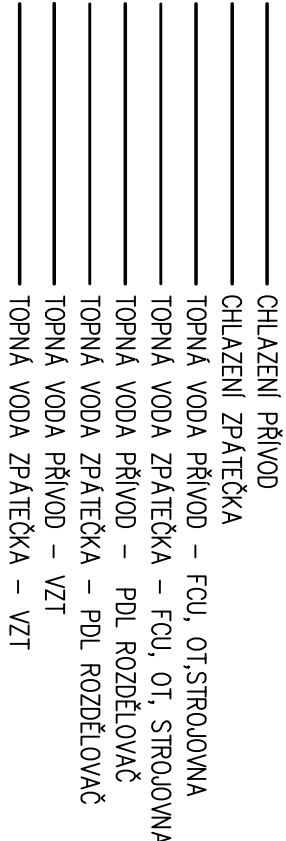 CHLAZENÍ PŘÍVOD
CHLAZENÍ ZPÁTEČKA
TOPNÁ VODA PŘÍVOD – FCU, OT,STROJOVNA
TOPNÁ VODA ZPÁTEČKA – FCU, OT, STROJOVNA
TOPNÁ VODA PŘÍVOD – PDL ROZDĚLOVAČ
TOPNÁ VODA ZPÁTEČKA – PDL ROZDĚLOVAČ
TOPNÁ VODA PŘÍVOD – VZT
TOPNÁ VODA ZPÁTEČKA – VZT